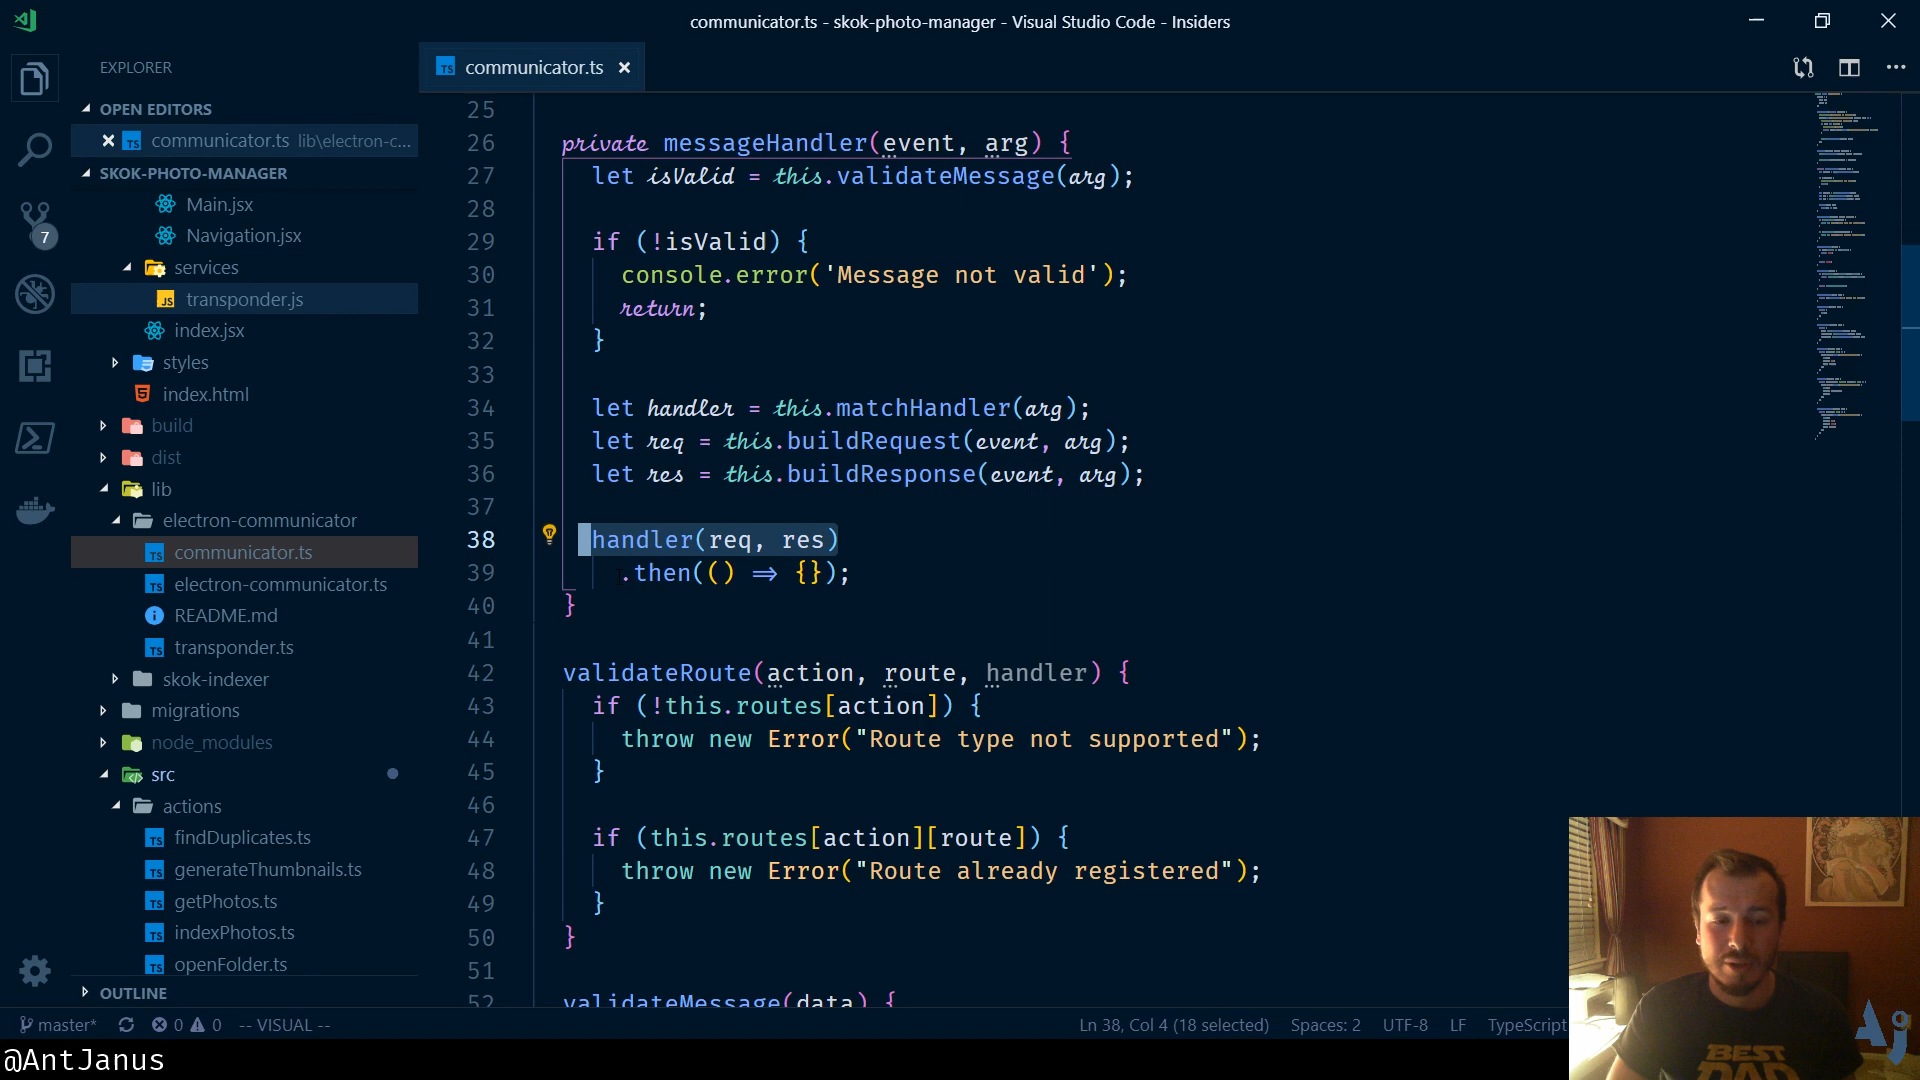 communicator.ts - skok-photo-manager - Visual Studio Code - Insiders
EXPLORER
OPEN EDITORS
communicator.ts lib\electron-c...
SKOK-PHOTO-MANAGER
Main.jsx
Navigation.jsx
services
transponder.js
index.jsx
styles
index.html
build
dist
lib
electron-communicator
communicator.ts
electron-communicator.ts
README.md
transponder.ts
skok-indexer
migrations
node_modules
src
actions
findDuplicates.ts
generateThumbnails.ts
getPhotos.ts
indexPhotos.ts
openFolder.ts
OUTLINE
7
communicator.ts
25
26 private messageHandler(event, arg) {
27 let isValid = this.validateMessage(arg);
28
29 if (!isValid) {
30 console.error('Message not valid');
31 return;
32 }
33
34 let handler = this.matchHandler(arg);
35 let req = this.buildRequest(event, arg);
36 let res = this.buildResponse(event, arg);
37
38 handler(req, res)
39 .then(() => {});
40 }
41
42 validateRoute(action, route, handler) {
43 if (!this.routes[action]) {
44 throw new Error("Route type not supported");
45 }
46
47 if (this.routes[action][route]) {
48 throw new Error("Route already registered");
49 }
50 }
51
52 validateMessage(data) {
master* 0 0 -- VISUAL --
Ln 38, Col 4 (18 selected) Spaces: 2 UTF-8 LF TypeScript
@AntJanus
BEST
DAD